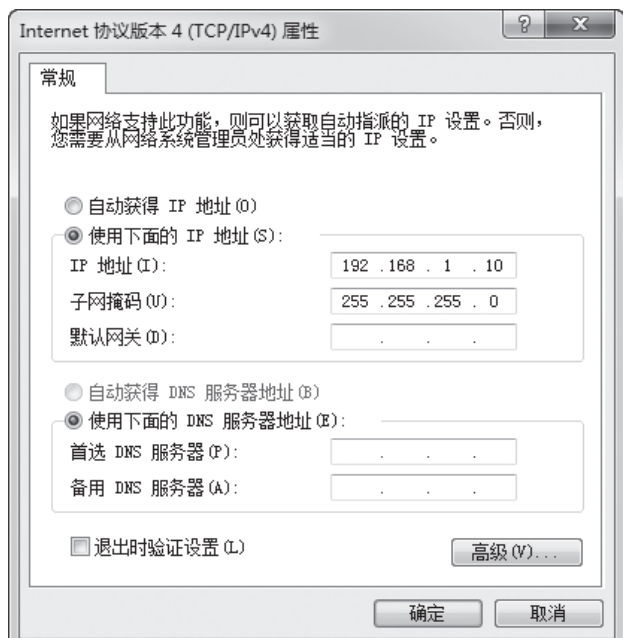 Internet 协议版本 4 (TCP/IPv4) 属性
常规
如果网络支持此功能，则可以获取自动指派的 IP 设置。否则，
您需要从网络系统管理员处获得适当的 IP 设置。
自动获得 IP 地址(O)
使用下面的 IP 地址(S):
IP 地址(I): 192 .168 . 1 . 10
子网掩码(U): 255 .255 .255 . 0
默认网关(D): . . .
自动获得 DNS 服务器地址(B)
使用下面的 DNS 服务器地址(E):
首选 DNS 服务器(P): . . .
备用 DNS 服务器(A): . . .
退出时验证设置(L)
高级(V)...
确定 取消